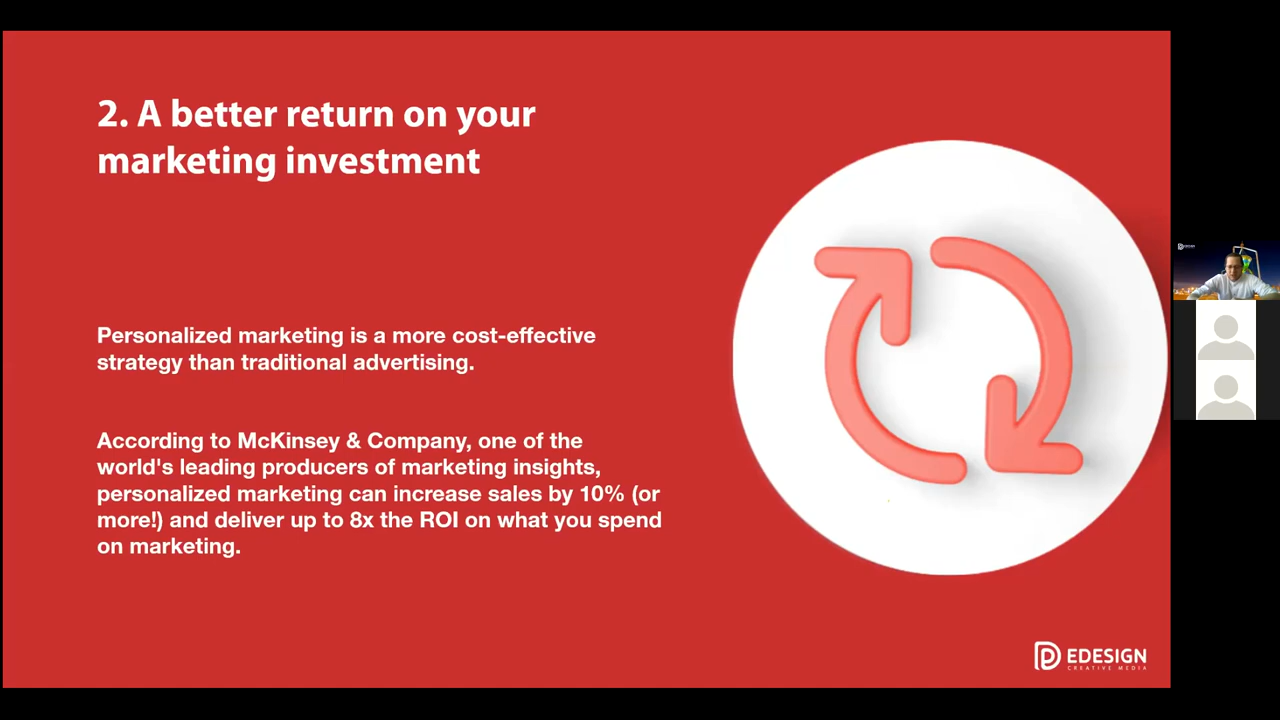 2. A better return on your
marketing investment
Personalized marketing is a more cost-effective
strategy than traditional advertising.
According to McKinsey & Company, one of the
world's leading producers of marketing insights,
personalized marketing can increase sales by 10% (or
more!) and deliver up to 8x the ROI on what you spend
on marketing.
EDESIGN
CREATIVE MEDIA